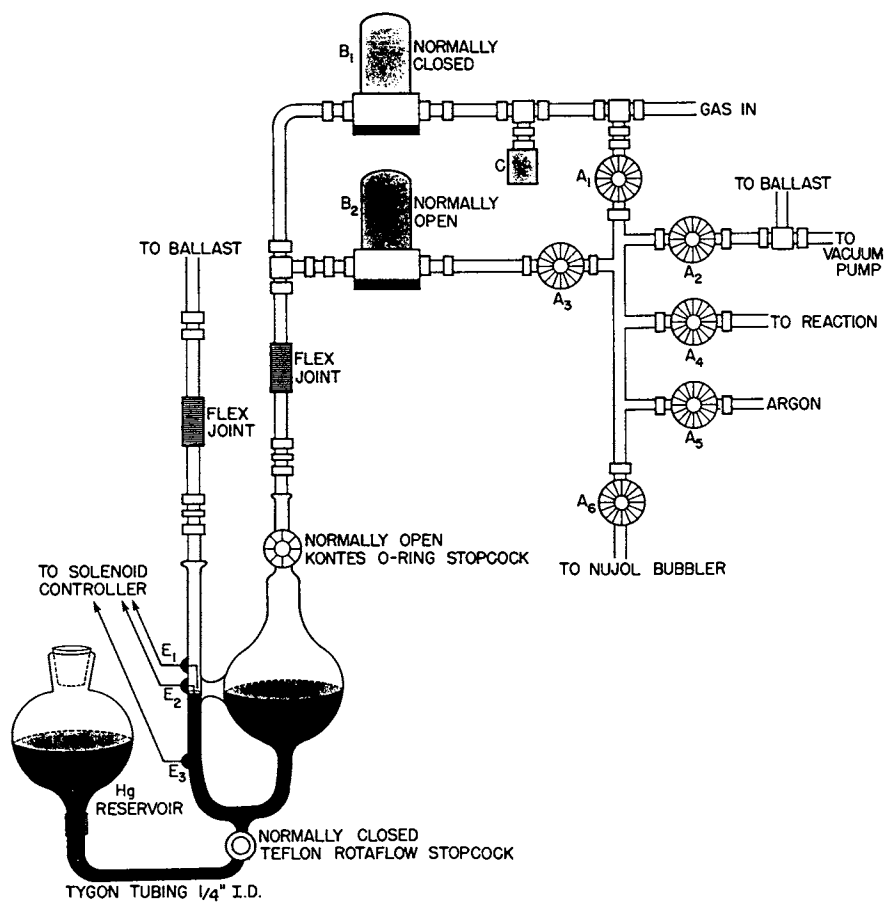 B1
NORMALLY
CLOSED
GAS IN
C
A1
B2
NORMALLY
OPEN
TO BALLAST
TO BALLAST
A2
TO
VACUUM
PUMP
A3
FLEX
JOINT
A4
TO REACTION
FLEX
JOINT
A5
ARGON
A6
NORMALLY OPEN
KONTES O-RING STOPCOCK
TO NUJOL BUBBLER
TO SOLENOID
CONTROLLER
E1
E2
E3
Hg
RESERVOIR
NORMALLY CLOSED
TEFLON ROTAFLOW STOPCOCK
TYGON TUBING 1/4" I.D.